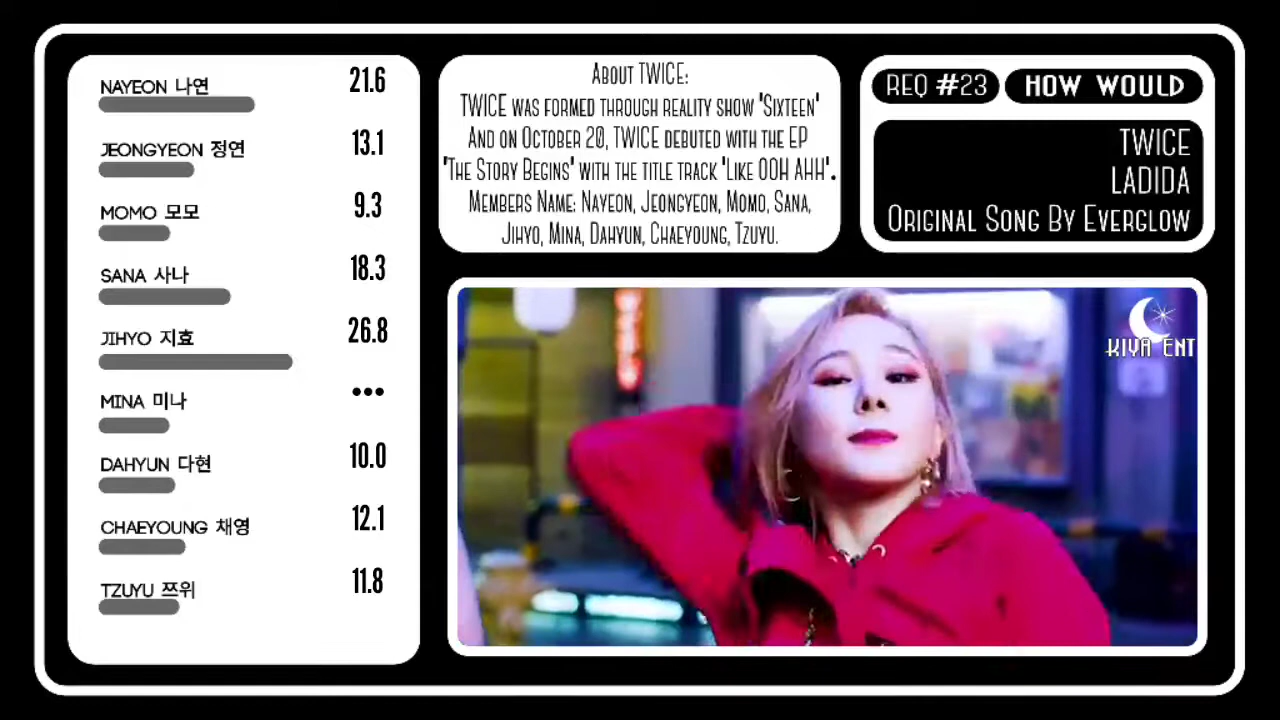 NAYEON 나연
21.6
JEONGYEON 정연
13.1
MOMO 모모
9.3
SANA 사나
18.3
JIHYO 지효
26.8
MINA 미나
•••
DAHYUN 다현
10.0
CHAEYOUNG 채영
12.1
TZUYU 쯔위
11.8
About TWICE:
TWICE was formed through reality show "Sixteen"
And on October 20, TWICE debuted with the EP
"The Story Begins" with the title track "Like OOH AHH".
Members Name: Nayeon, Jeongyeon, Momo, Sana,
Jihyo, Mina, Dahyun, Chaeyoung, Tzuyu.
REQ #23
HOW WOULD
TWICE
LADIDA
Original Song By Everglow
KIYA ENT